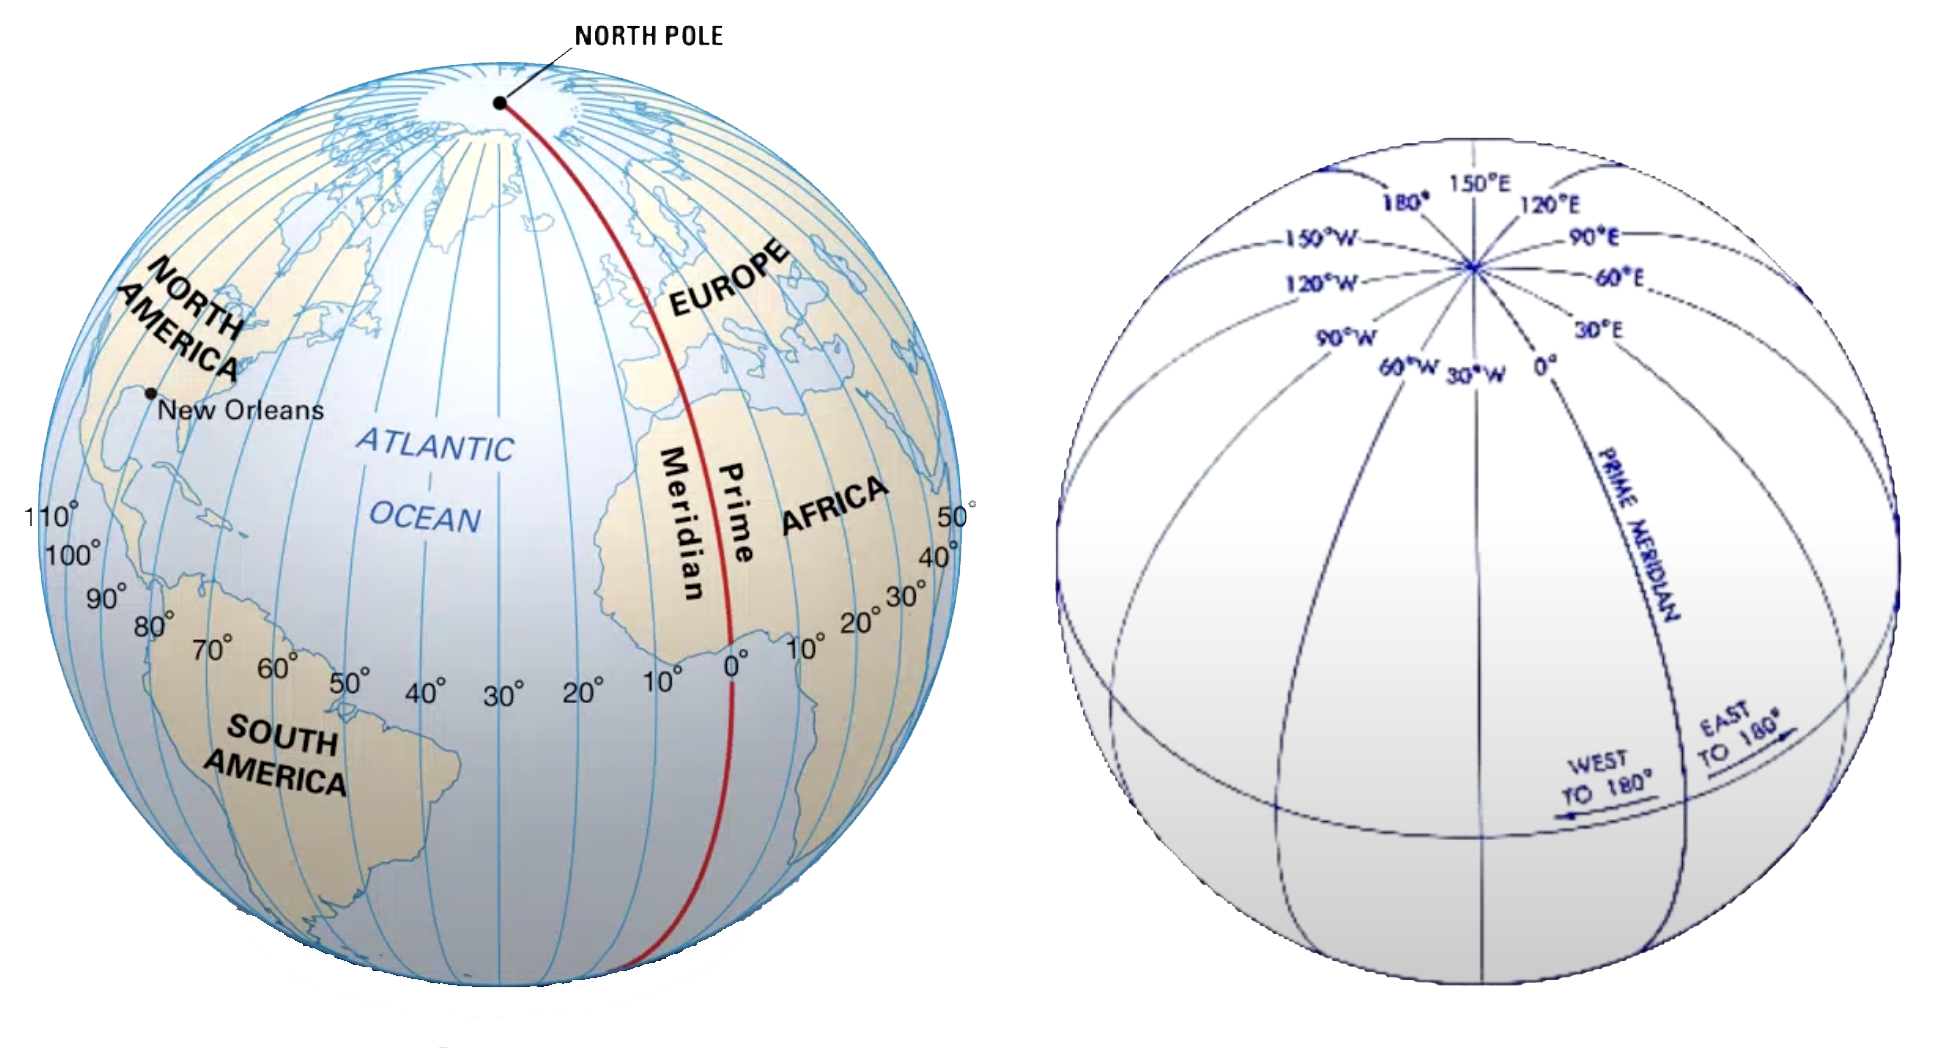 NORTH POLE
NORTH
AMERICA
EUROPE
New Orleans
ATLANTIC
OCEAN
Prime
Meridian
AFRICA
110°
100°
90°
80°
70°
60°
50°
40°
30°
20°
10°
0°
10°
20°
30°
40°
50°
SOUTH
AMERICA
150°E
180°
120°E
150°W
90°E
120°W
60°E
90°W
30°E
60°W
30°W
0°
PRIME MERIDIAN
EAST
TO 180°
WEST
TO 180°